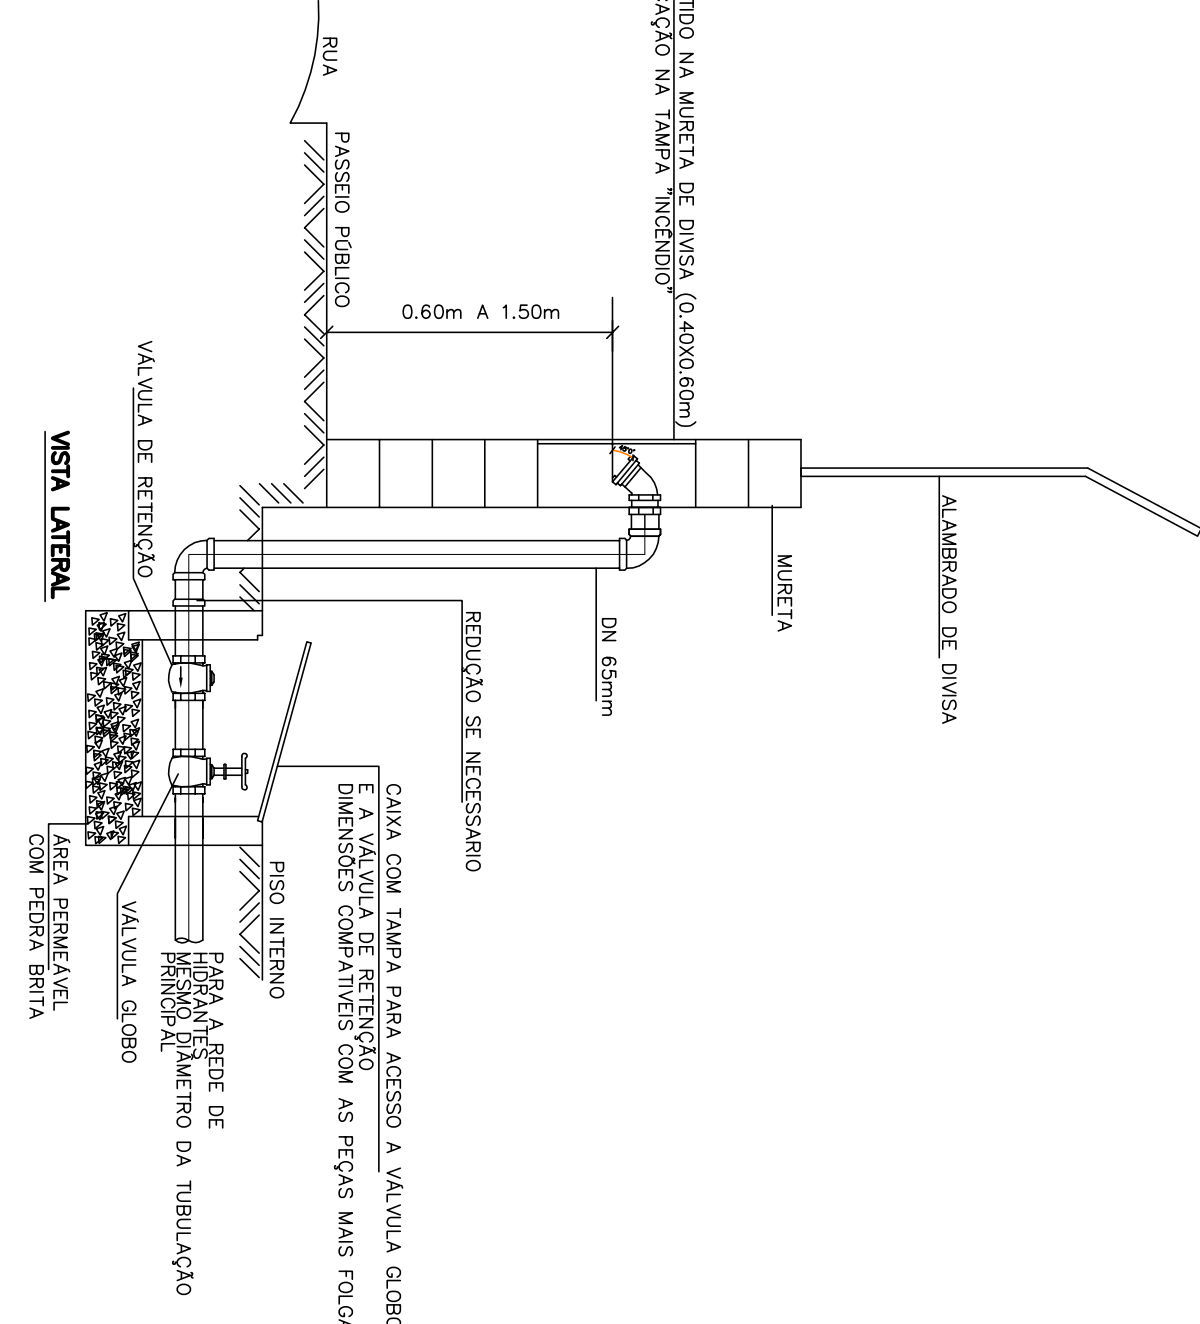 TIDO NA MURETA DE DIVISA (0.40X0.60m)
NA TAMPA "INCÊNDIO"
ALAMBRADO DE DIVISA
MURETA
DN 65mm
REDUÇÃO SE NECESSARIO
CAIXA COM TAMPA PARA ACESSO A VÁLVULA GLOBO
E A VÁLVULA DE RETENÇÃO
DIMENSÕES COMPATIVEIS COM AS PEÇAS MAIS FOLGA
RUA
PASSEIO PÚBLICO
0.60m A 1.50m
PISO INTERNO
PARA A REDE DE
HIDRANTES
MESMO DIÂMETRO DA TUBULAÇÃO
PRINCIPAL
VÁLVULA DE RETENÇÃO
VÁLVULA GLOBO
ÁREA PERMEÁVEL
COM PEDRA BRITA
VISTA LATERAL